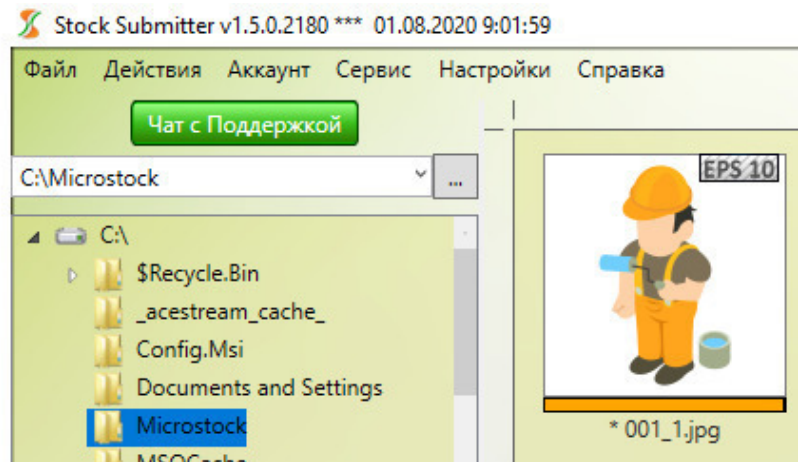 Stock Submitter v1.5.0.2180 *** 01.08.2020 9:01:59
Файл Действия Аккаунт Сервис Настройки Справка
Чат с Поддержкой
C:\Microstock
...
C:\
$Recycle.Bin
_acestream_cache_
Config.Msi
Documents and Settings
Microstock
MSOCache
EPS 10
* 001_1.jpg